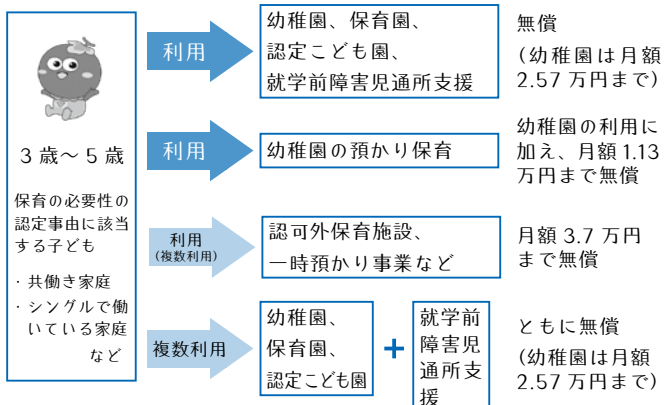 3歳～5歳
保育の必要性の
認定事由に該当
する子ども
・共働き家庭
・シングルで働
いている家庭
など
利用
幼稚園、保育園、
認定こども園、
就学前障害児通所支援
無償
(幼稚園は月額
2.57万円まで)
利用
幼稚園の預かり保育
幼稚園の利用に
加え、月額1.13
万円まで無償
利用
(複数利用)
認可外保育施設、
一時預かり事業など
月額3.7万円
まで無償
複数利用
幼稚園、
保育園、
認定こども園
+
就学前
障害児
通所支
援
ともに無償
(幼稚園は月額
2.57万円まで)